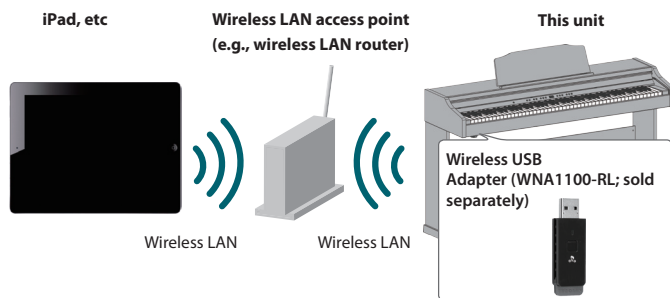 iPad, etc
Wireless LAN access point
(e.g., wireless LAN router)
This unit
Wireless USB
Adapter (WNA1100-RL; sold
separately)
Wireless LAN
Wireless LAN